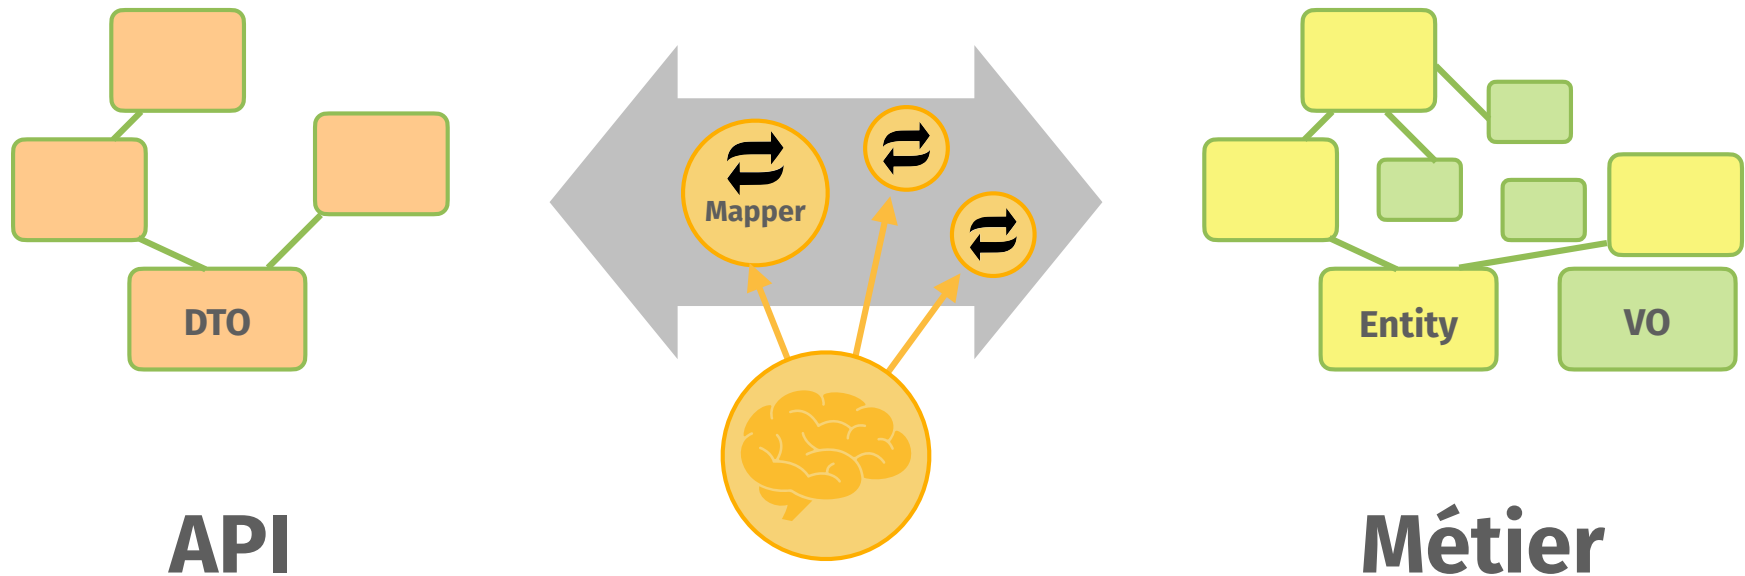 Mapper
DTO
Entity
VO
API
Métier